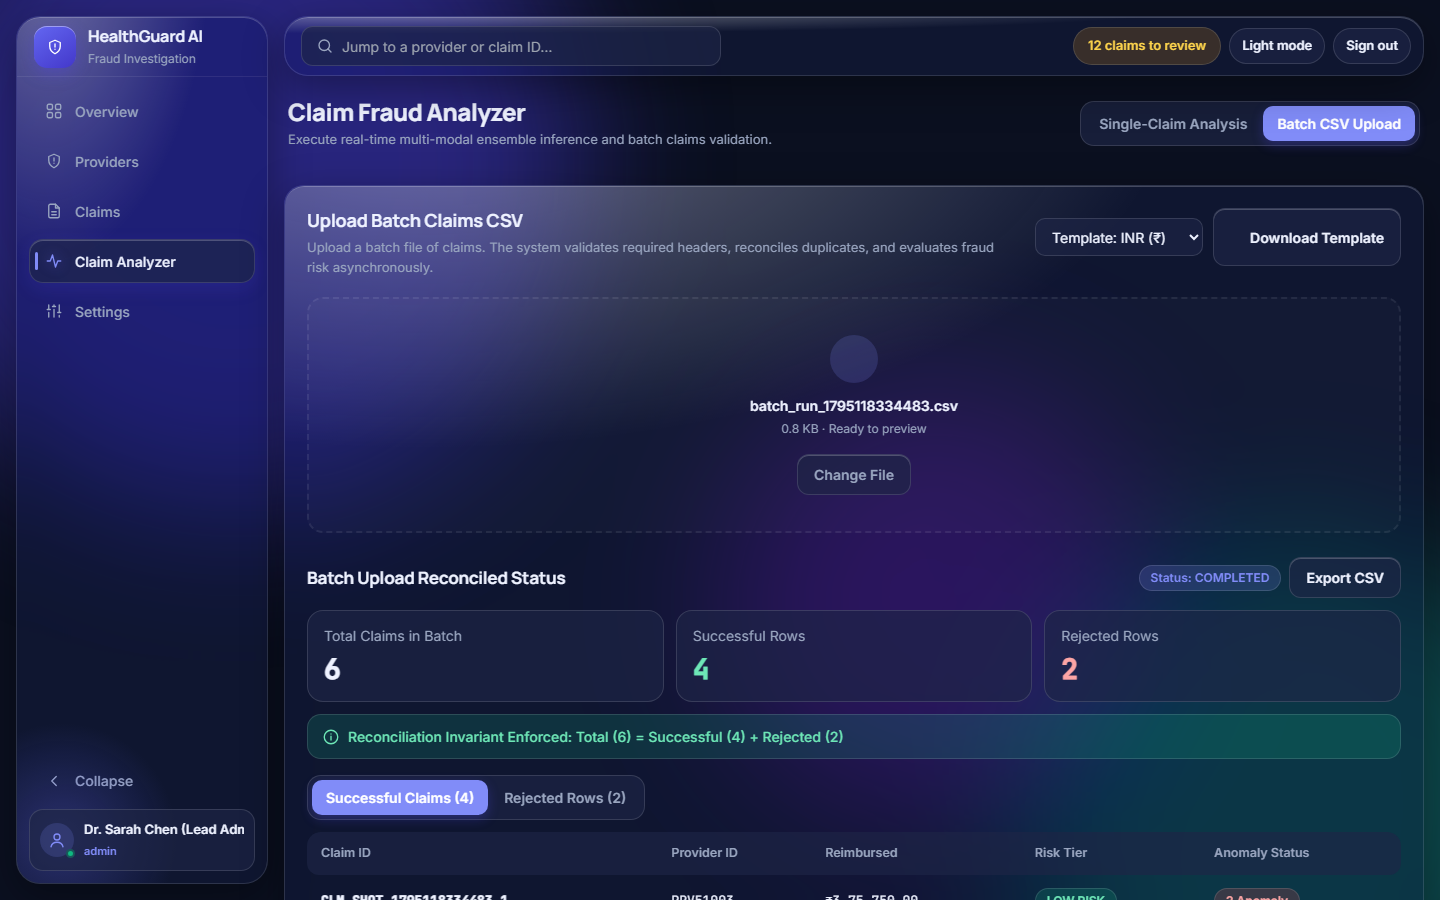 HealthGuard AI
Fraud Investigation
Overview
Providers
Claims
Claim Analyzer
Settings
Collapse
Dr. Sarah Chen (Lead Adm
admin
Jump to a provider or claim ID...
12 claims to review
Light mode
Sign out
Claim Fraud Analyzer
Execute real-time multi-modal ensemble inference and batch claims validation.
Single-Claim Analysis
Batch CSV Upload
Upload Batch Claims CSV
Upload a batch file of claims. The system validates required headers, reconciles duplicates, and evaluates fraud
risk asynchronously.
Template: INR (₹)
Download Template
batch_run_1795118334483.csv
0.8 KB · Ready to preview
Change File
Batch Upload Reconciled Status
Status: COMPLETED
Export CSV
Total Claims in Batch
6
Successful Rows
4
Rejected Rows
2
Reconciliation Invariant Enforced: Total (6) = Successful (4) + Rejected (2)
Successful Claims (4)
Rejected Rows (2)
Claim ID
Provider ID
Reimbursed
Risk Tier
Anomaly Status
LOW RISK